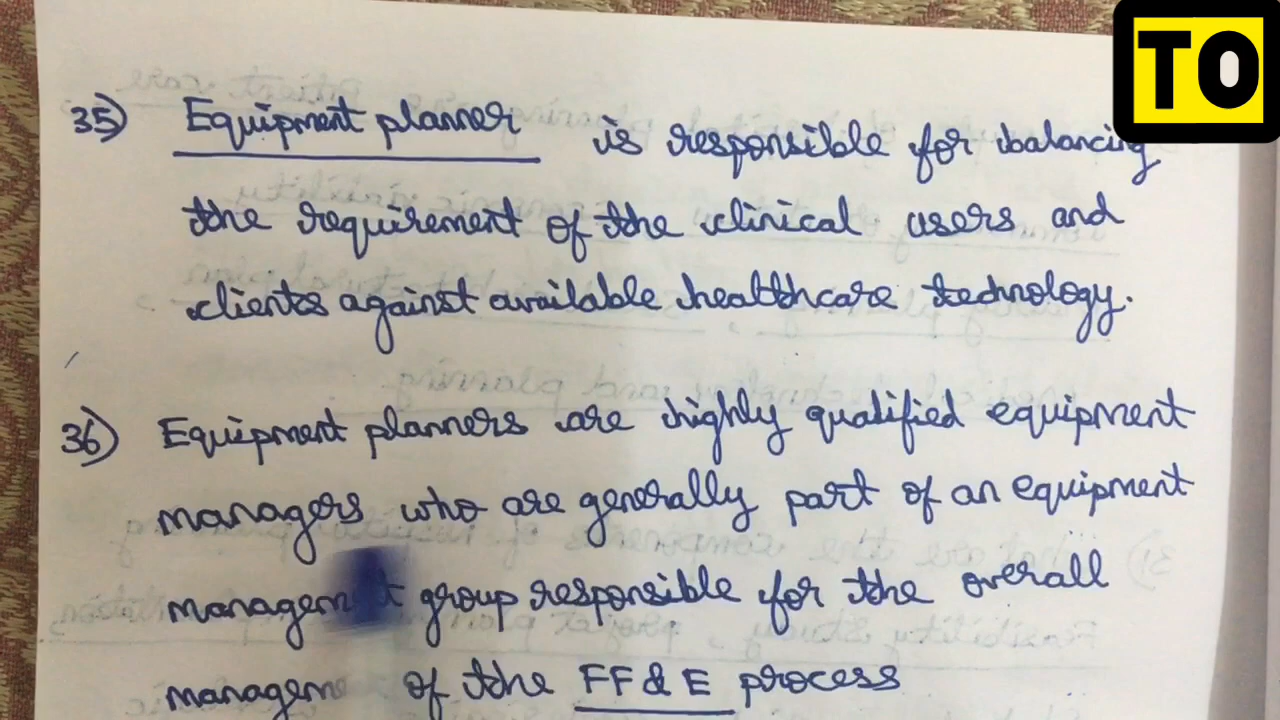 TO
35) Equipment planner is responsible for balancing
the requirement of the clinical users and
clients against available healthcare technology.
36) Equipment planners are highly qualified equipment
managers who are generally part of an equipment
group responsible for the overall
of the FF & E process